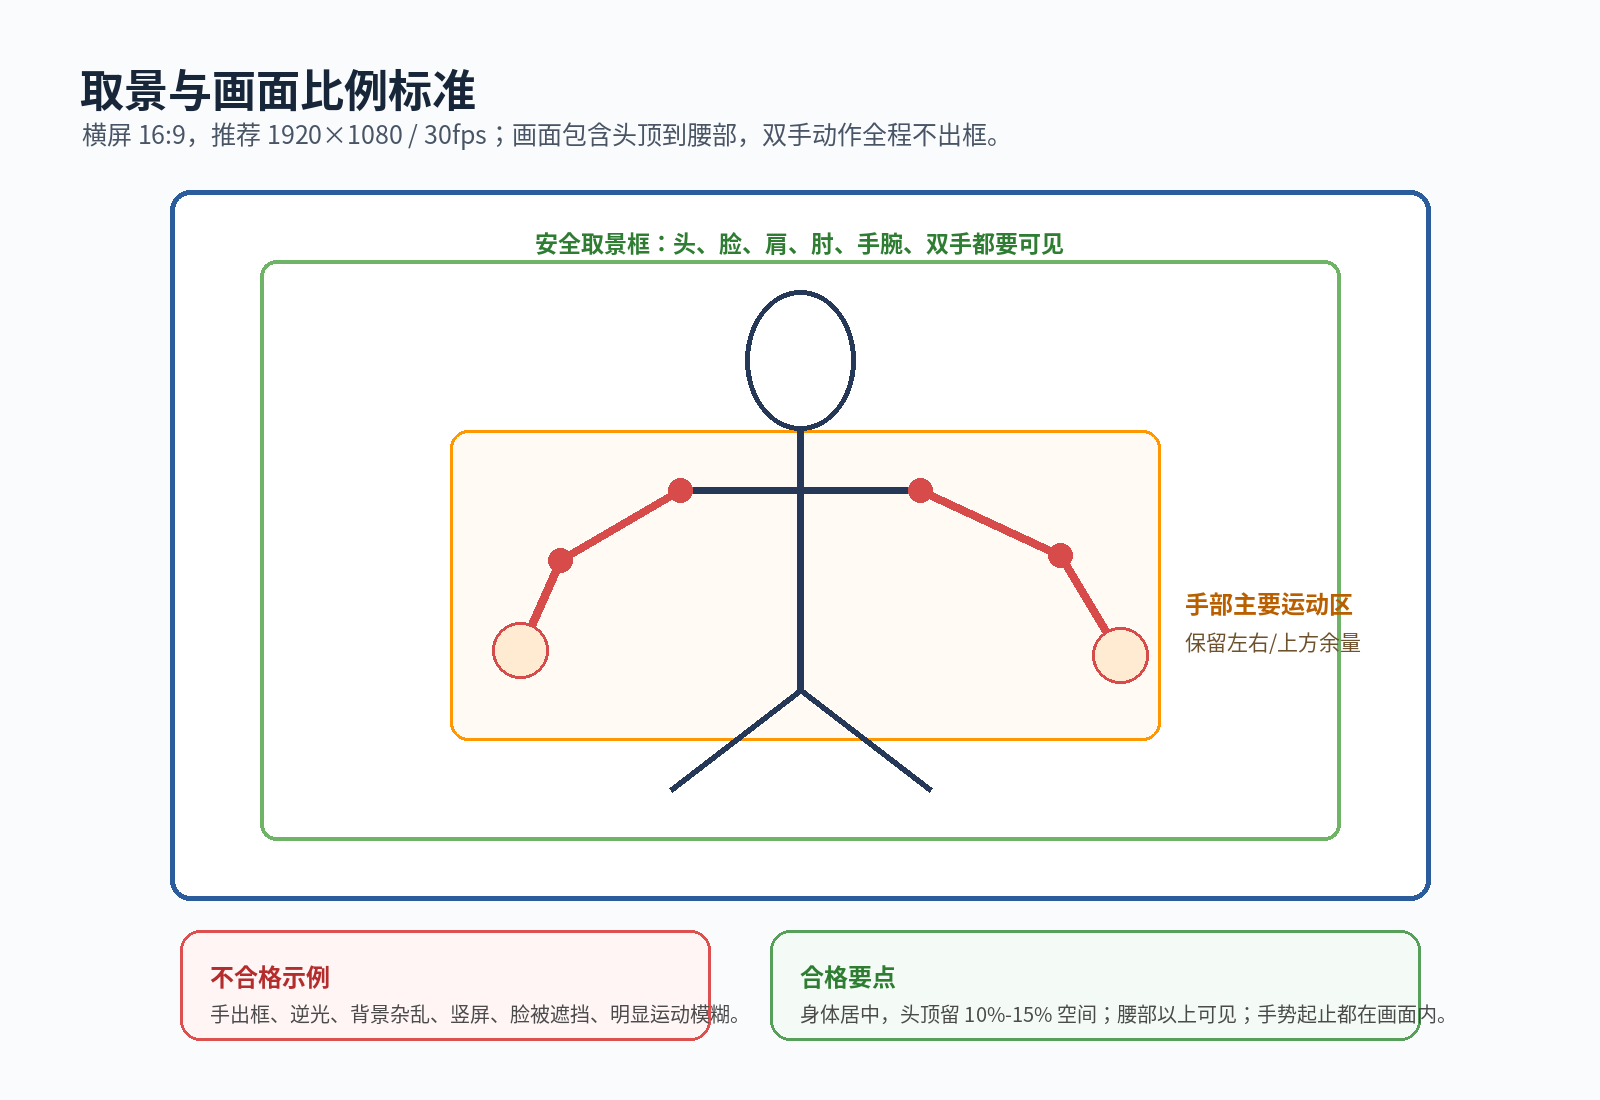 取景与画面比例标准
横屏 16:9，推荐 1920×1080 / 30fps；画面包含头顶到腰部，双手动作全程不出框。
安全取景框：头、脸、肩、肘、手腕、双手都要可见
手部主要运动区
保留左右/上方余量
不合格示例
手出框、逆光、背景杂乱、竖屏、脸被遮挡、明显运动模糊。
合格要点
身体居中，头顶留 10%-15% 空间；腰部以上可见；手势起止都在画面内。